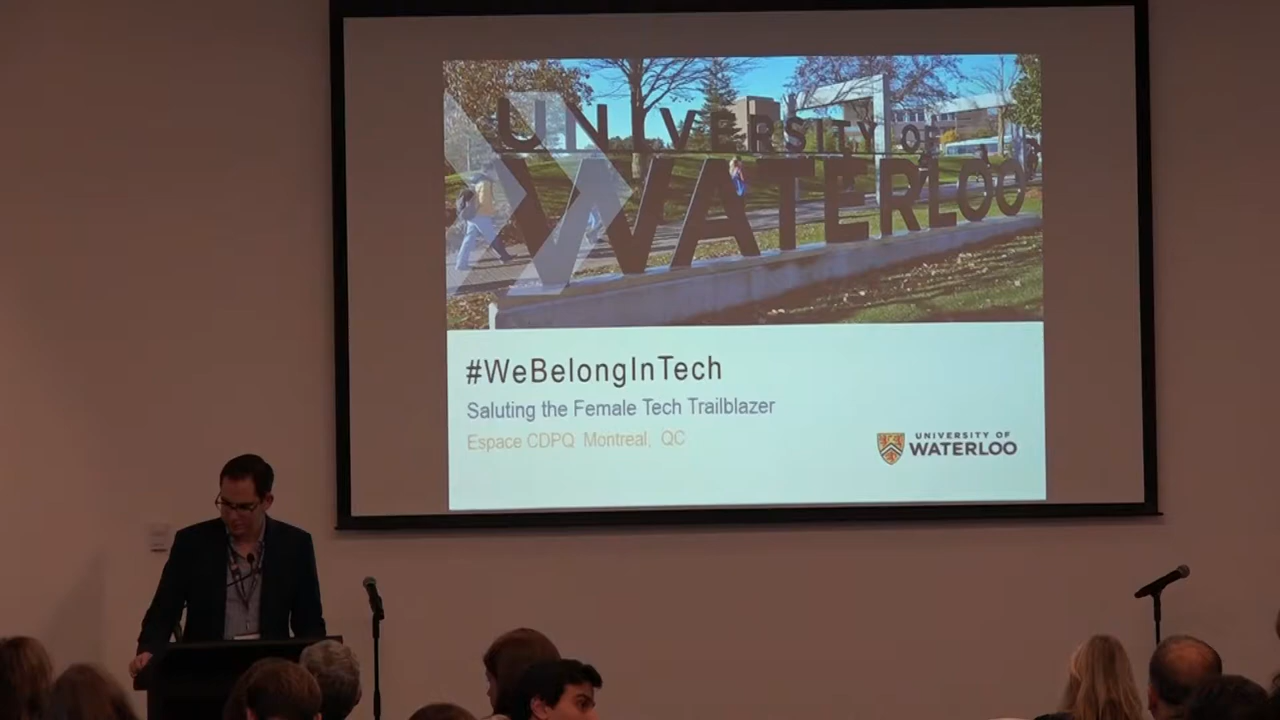 UNIVERSITY OF
WATERLOO
#WeBelongInTech
Saluting the Female Tech Trailblazer
Espace CDPQ Montreal, QC
UNIVERSITY OF
WATERLOO